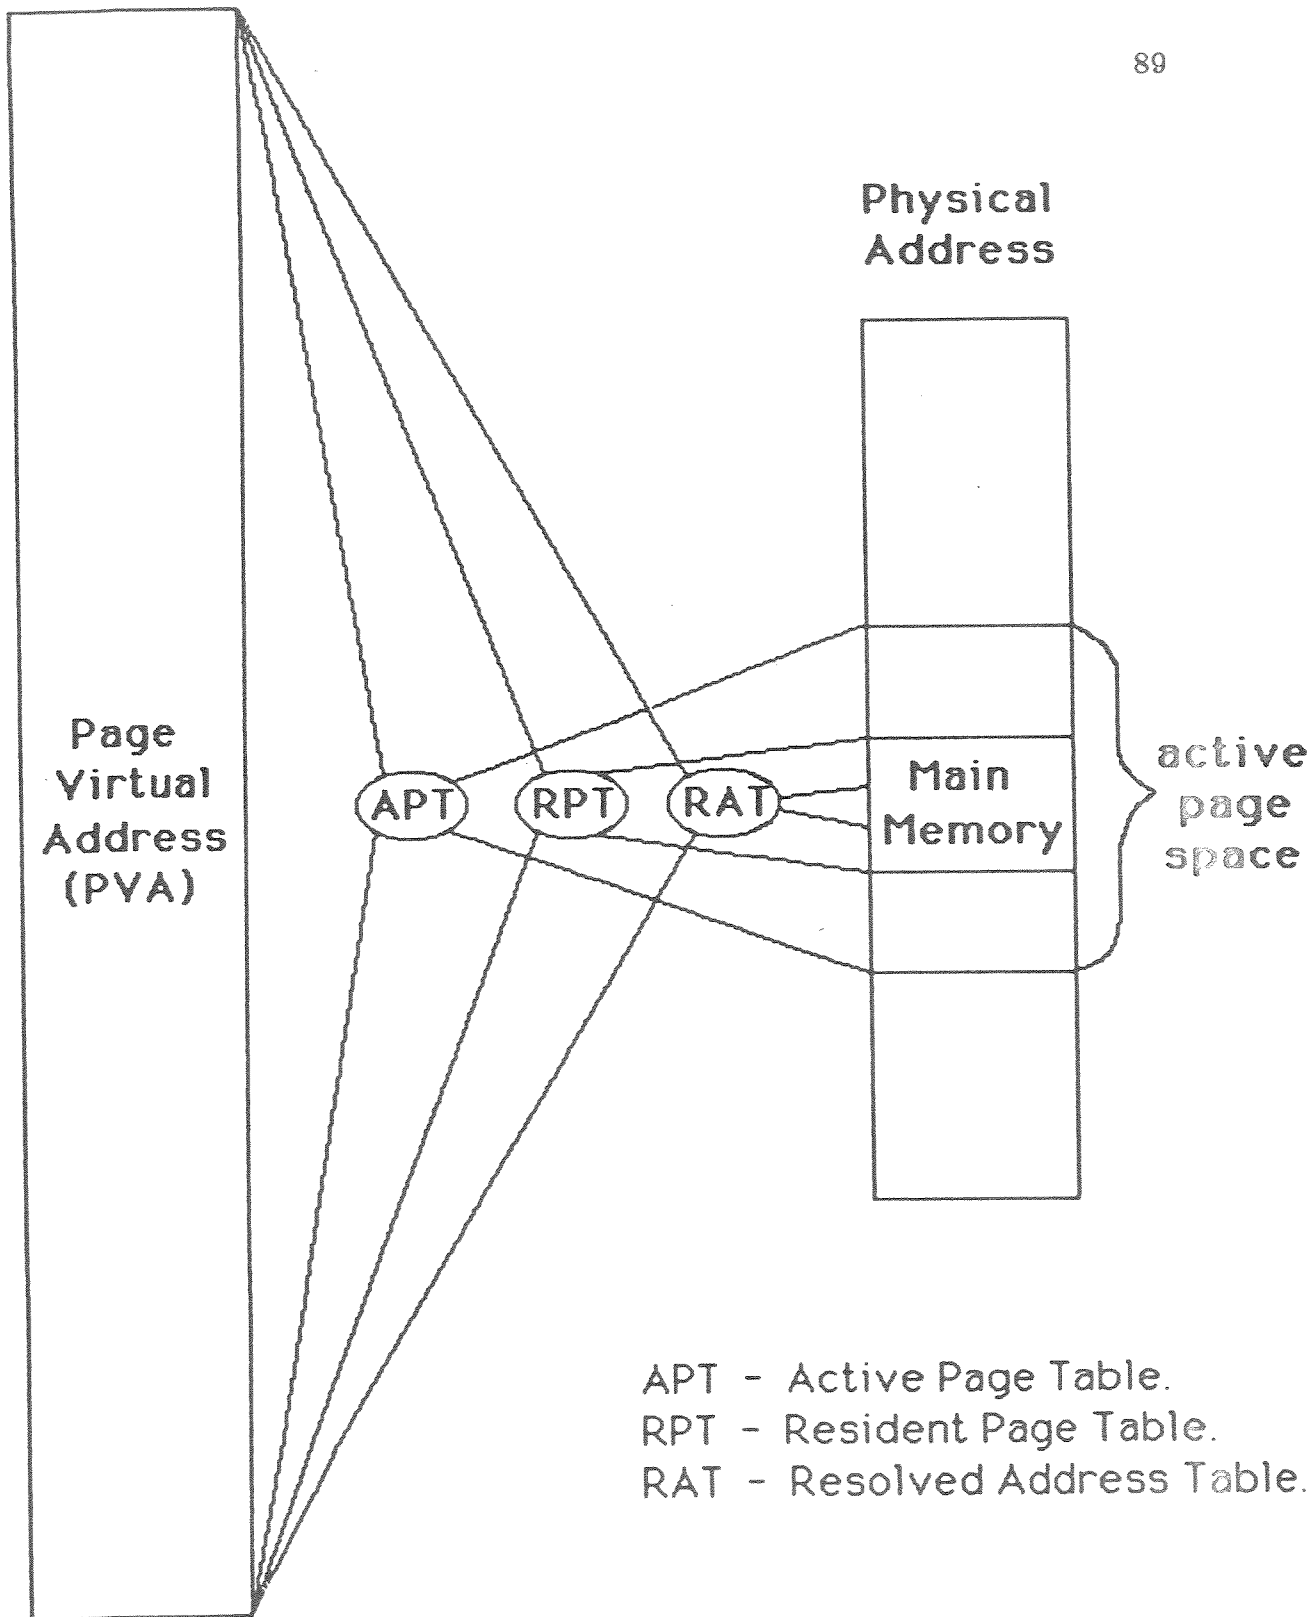 89
Physical
Address
Page
Virtual
Address
(PVA)
APT
RPT
RAT
Main
Memory
active
page
space
APT - Active Page Table.
RPT - Resident Page Table.
RAT - Resolved Address Table.